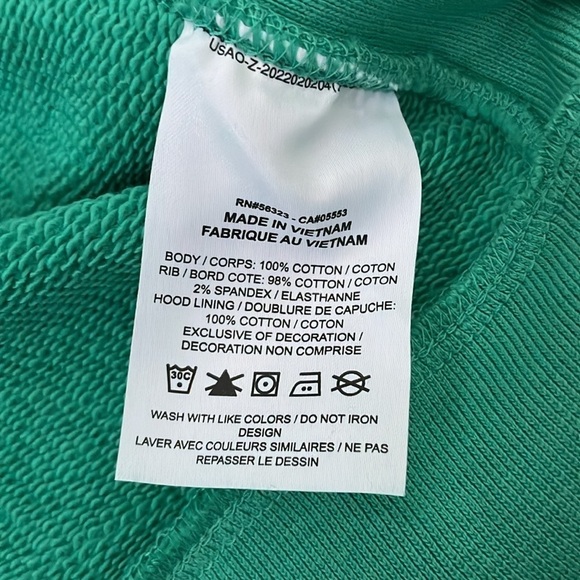 USAO-Z-2022020204
RN#56323 - CA#05553
MADE IN VIETNAM
FABRIQUE AU VIETNAM
BODY / CORPS: 100% COTTON / COTON
RIB / BORD COTE: 98% COTTON / COTON
2% SPANDEX / ELASTHANNE
HOOD LINING / DOUBLURE DE CAPUCHE:
100% COTTON / COTON
EXCLUSIVE OF DECORATION /
DECORATION NON COMPRISE
30C
WASH WITH LIKE COLORS / DO NOT IRON
DESIGN
LAVER AVEC COULEURS SIMILAIRES / NE PAS
REPASSER LE DESSIN